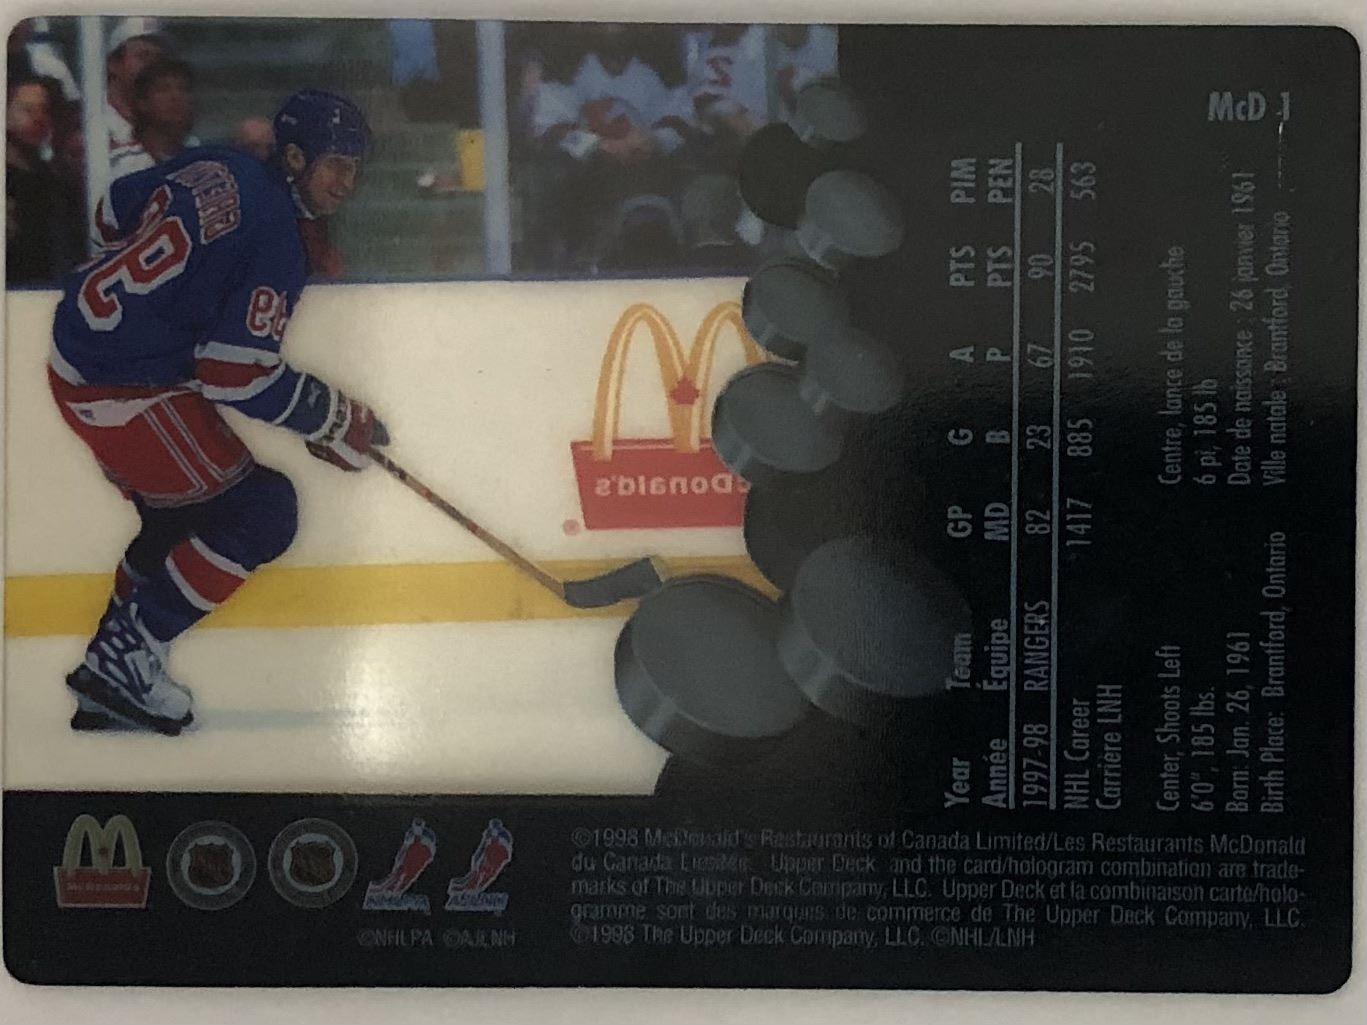 McD 1
Year Team GP G A PTS PIM
Année Équipe MD B P PTS PEN
1997-98 RANGERS 82 23 67 90 28
NHL Career 1417 885 1910 2795 563
Carrière LNH
Center, Shoots Left
6'0", 185 lbs.
Born: Jan. 26, 1961
Birth Place: Brantford, Ontario
Centre, lance de la gauche
6 pi, 185 lb
Date de naissance : 26 janvier 1961
Ville natale : Brantford, Ontario
99
McDonald's
McDonald's
©NHLPA ©AJLNH
©1998 McDonald's Restaurants of Canada Limited/Les Restaurants McDonald
du Canada Limitée. Upper Deck and the card/hologram combination are trade-
marks of The Upper Deck Company, LLC. Upper Deck et la combinaison carte/holo-
gramme sont des marques de commerce de The Upper Deck Company, LLC.
©1998 The Upper Deck Company, LLC. ©NHL/LNH